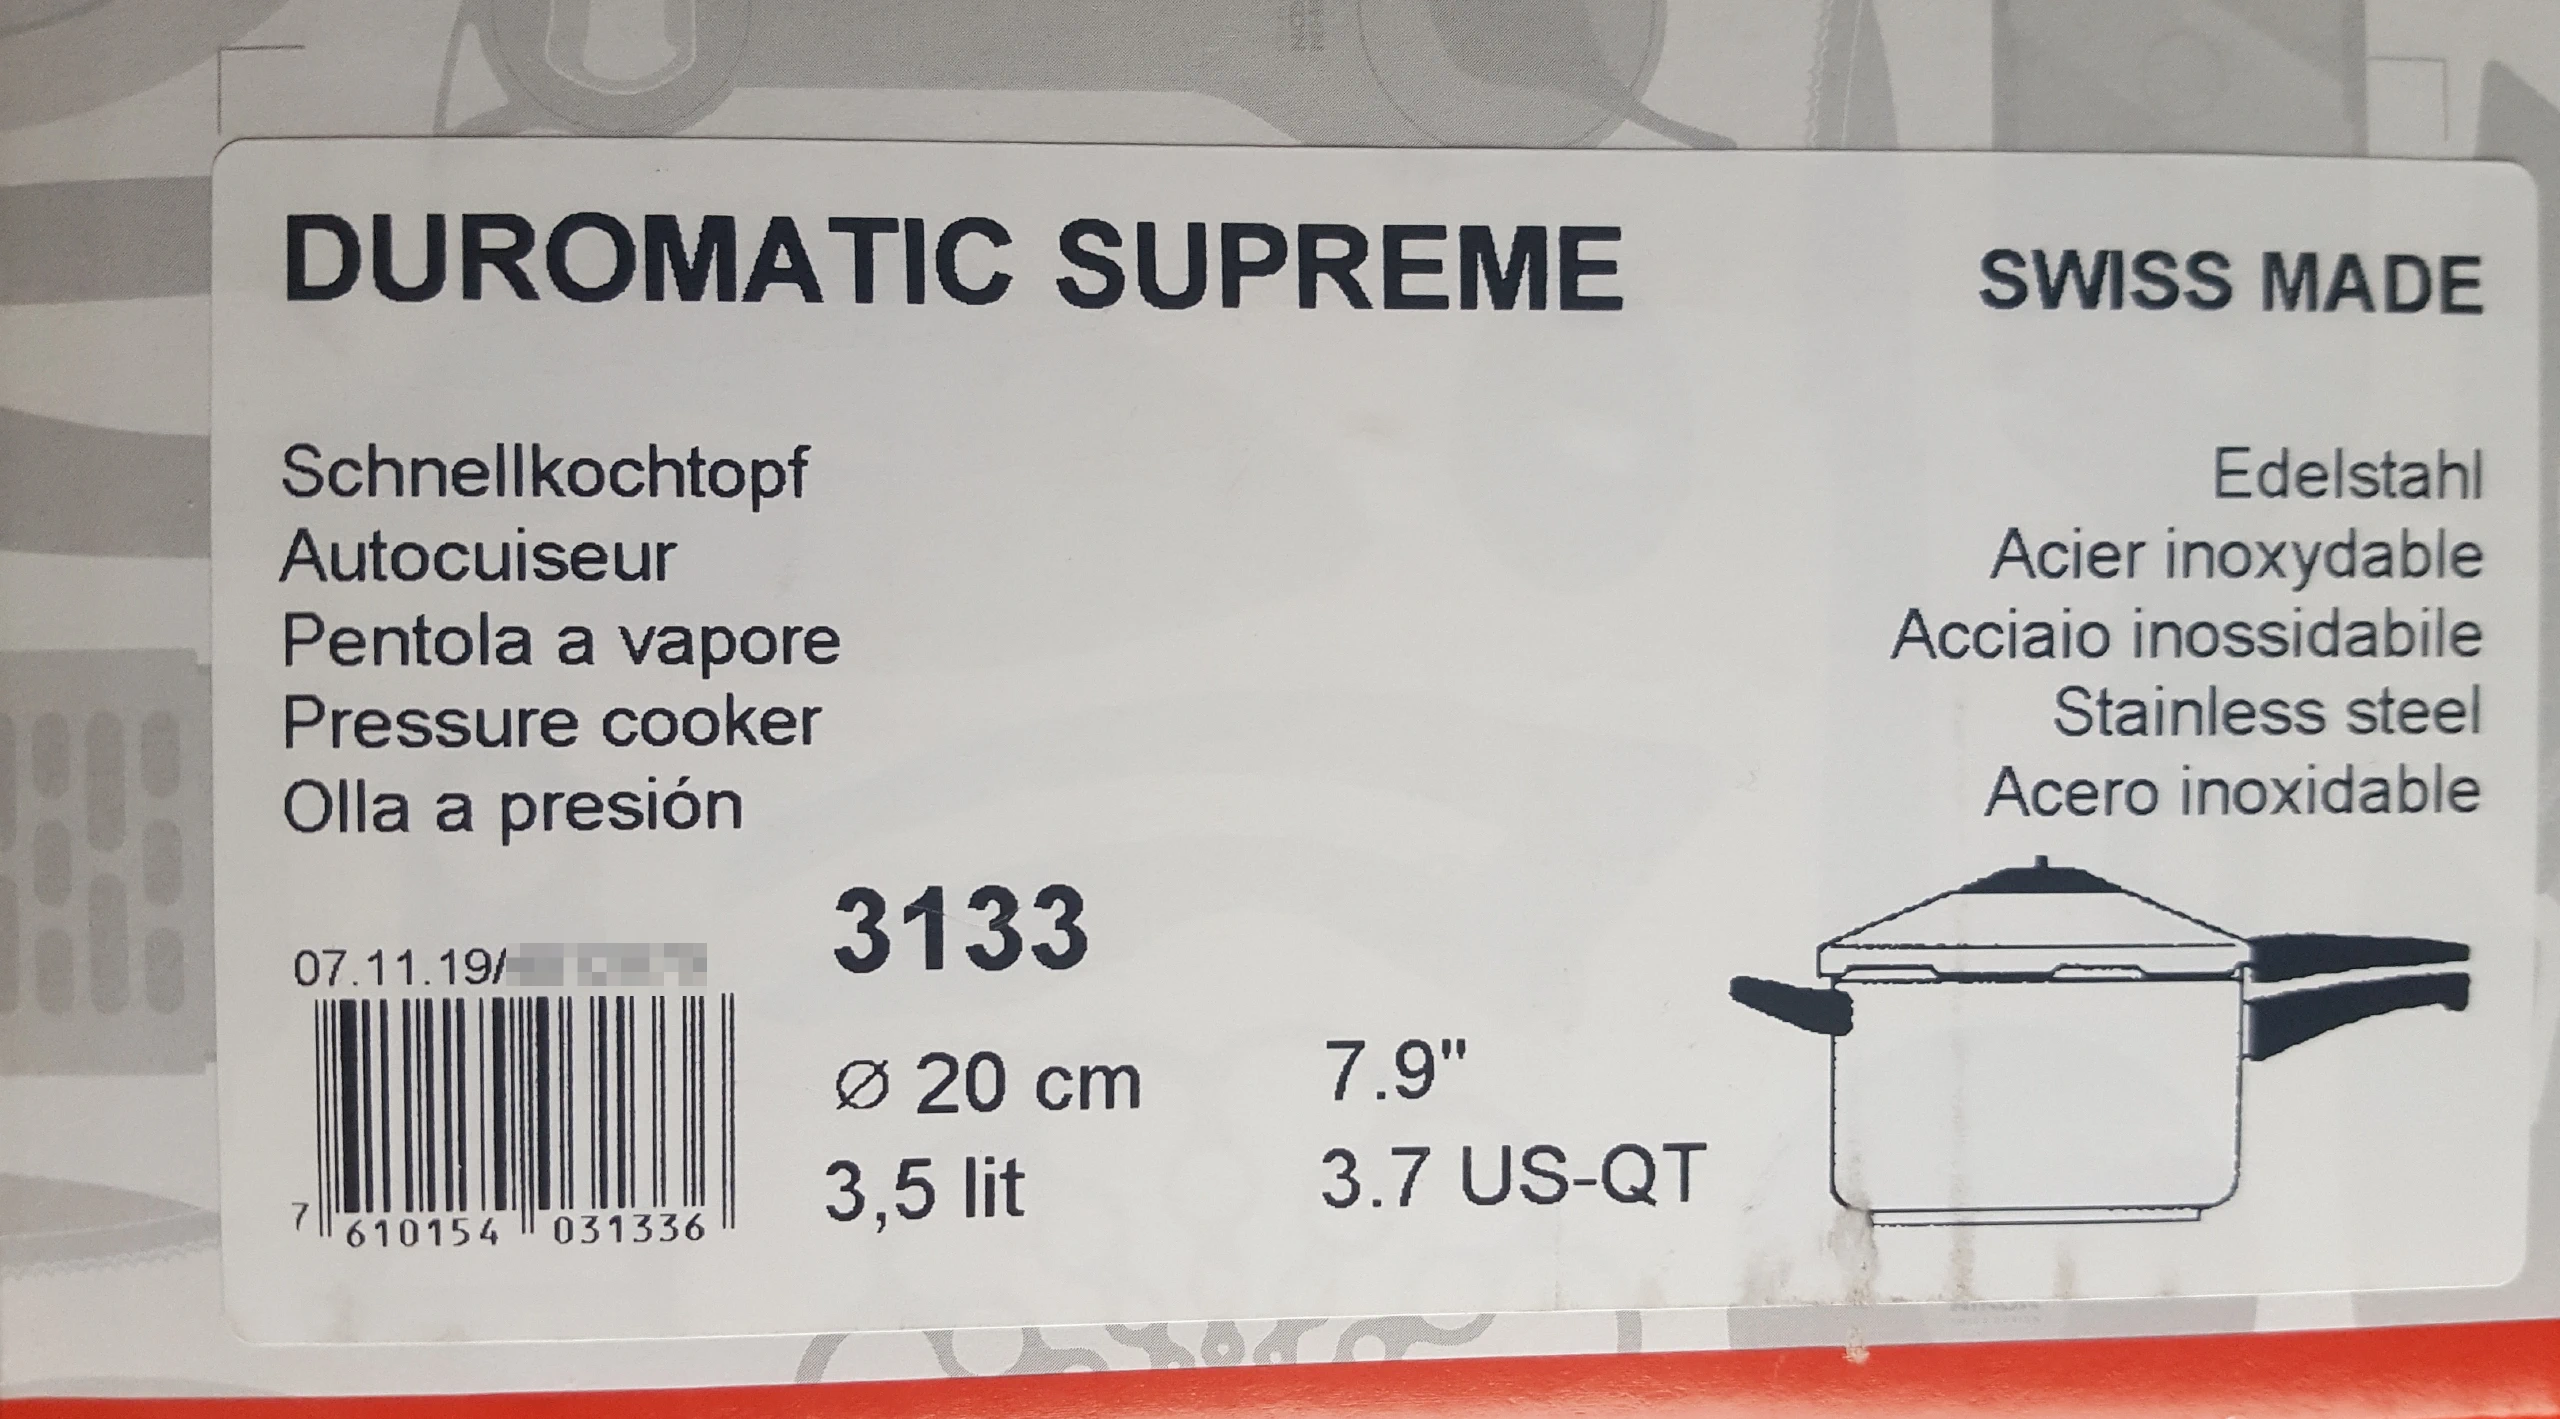 DUROMATIC SUPREME
SWISS MADE
Schnellkochtopf
Autocuiseur
Pentola a vapore
Pressure cooker
Olla a presión
Edelstahl
Acier inoxydable
Acciaio inossidabile
Stainless steel
Acero inoxidable
3133
07.11.19/
7 610154 031336
⌀ 20 cm 7.9"
3,5 lit 3.7 US-QT